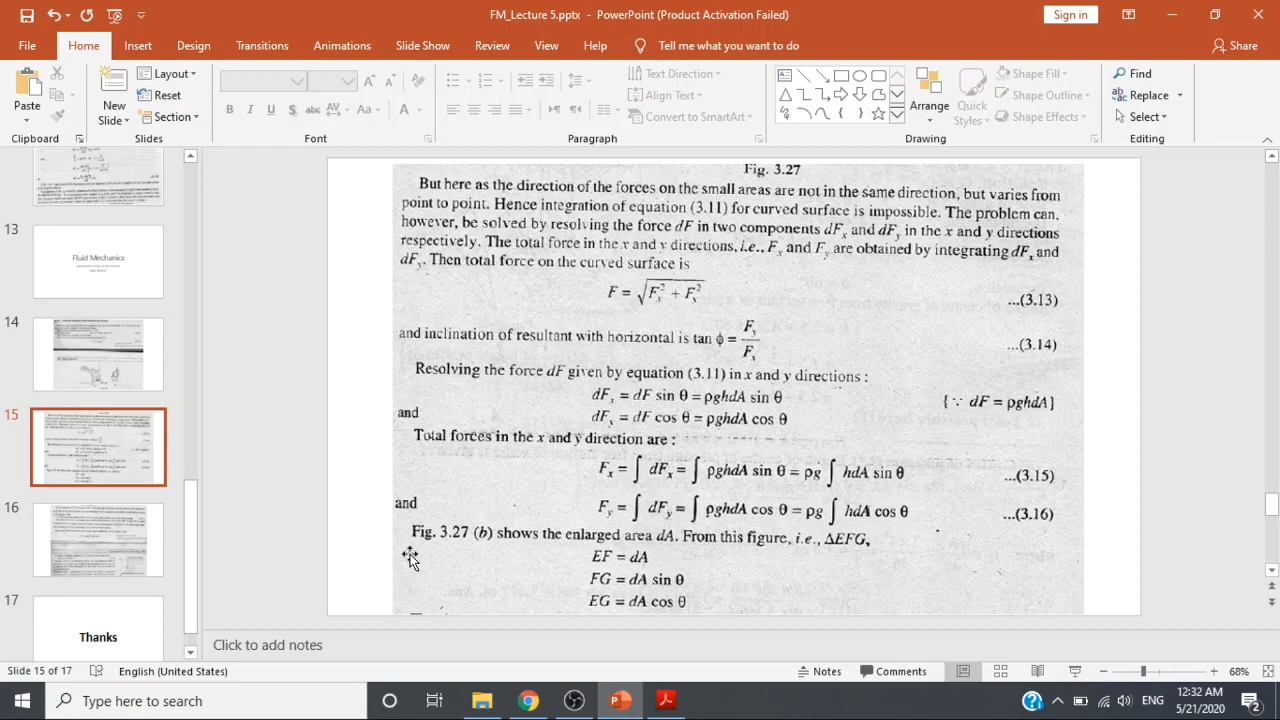 FM_Lecture 5.pptx - PowerPoint (Product Activation Failed)
Sign in
File Home Insert Design Transitions Animations Slide Show Review View Help Tell me what you want to do
Share
Paste
Clipboard
New Slide
Layout
Reset
Section
Slides
B I U S abc AV Aa A
Font
Text Direction
Align Text
Convert to SmartArt
Paragraph
Arrange
Quick Styles
Shape Fill
Shape Outline
Shape Effects
Drawing
Find
Replace
Select
Editing
13
Fluid Mechanics
14
15
16
17
Thanks
Fig. 3.27
But here as the direction of the forces on the small areas are not in the same direction, but varies from
point to point. Hence integration of equation (3.11) for curved surface is impossible. The problem can,
however, be solved by resolving the force dF in two components dFx and dFy in the x and y directions
respectively. The total force in the x and y directions, i.e., Fx and Fy are obtained by integrating dFx and
dFy. Then total force on the curved surface is
F = √(Fx² + Fy²) ...(3.13)
and inclination of resultant with horizontal is tan φ = Fy/Fx ...(3.14)
Resolving the force dF given by equation (3.11) in x and y directions :
dFx = dF sin θ = ρghdA sin θ {∵ dF = ρghdA}
and dFy = dF cos θ = ρghdA cos θ
Total forces in the x and y direction are :
Fx = ∫ dFx = ∫ ρghdA sin θ = ρg ∫ hdA sin θ ...(3.15)
and Fy = ∫ dFy = ∫ ρghdA cos θ = ρg ∫ hdA cos θ ...(3.16)
Fig. 3.27 (b) shows the enlarged area dA. From this figure, i.e., ΔEFG,
EF = dA
FG = dA sin θ
EG = dA cos θ
Click to add notes
Slide 15 of 17 English (United States) Notes Comments 68%
Type here to search
ENG
12:32 AM
5/21/2020
2